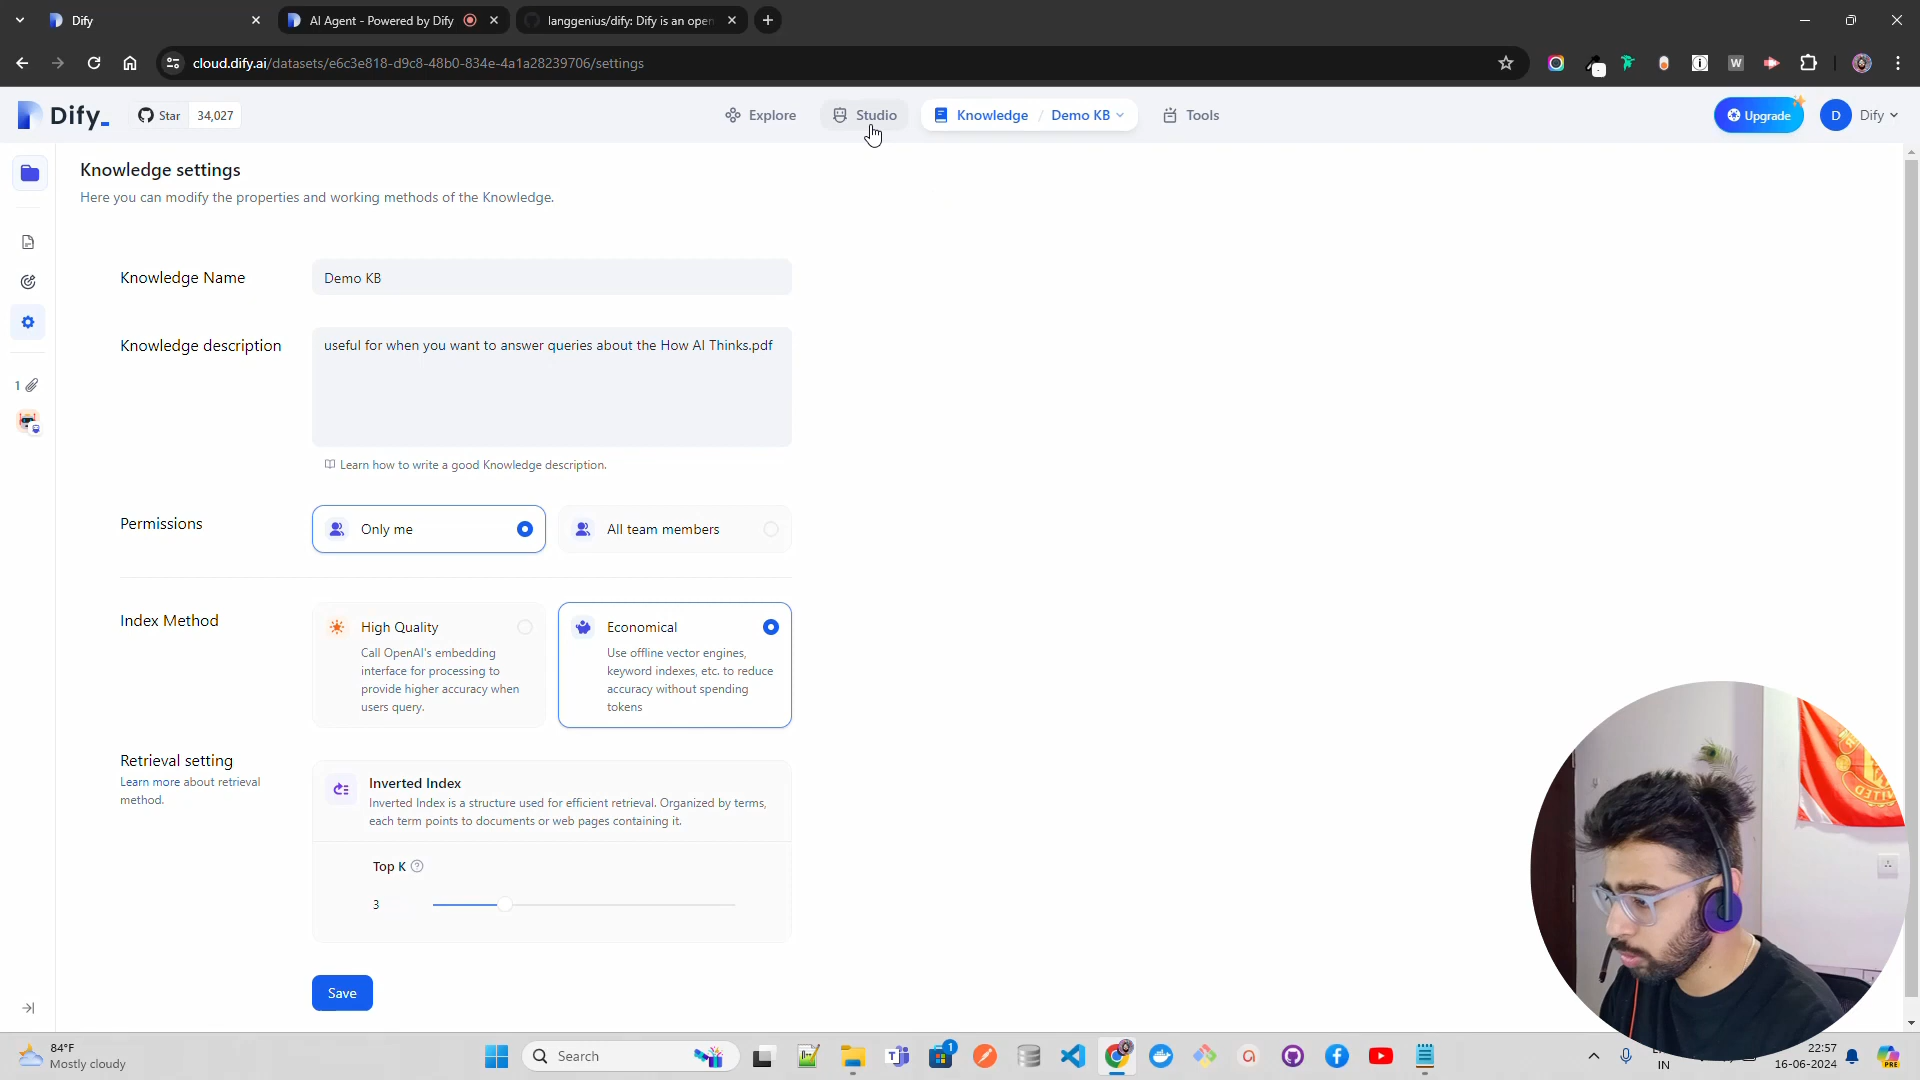 Dify
AI Agent - Powered by Dify
langgenius/dify: Dify is an open
cloud.dify.ai/datasets/e6c3e818-d9c8-48b0-834e-4a1a28239706/settings
Dify_
Star
34,027
Explore
Studio
Knowledge / Demo KB
Tools
Upgrade
D
Dify
Knowledge settings
Here you can modify the properties and working methods of the Knowledge.
Knowledge Name
Demo KB
Knowledge description
useful for when you want to answer queries about the How AI Thinks.pdf
1
Learn how to write a good Knowledge description.
Permissions
Only me
All team members
Index Method
High Quality
Call OpenAI's embedding
interface for processing to
provide higher accuracy when
users query.
Economical
Use offline vector engines,
keyword indexes, etc. to reduce
accuracy without spending
tokens
Retrieval setting
Learn more about retrieval
method.
Inverted Index
Inverted Index is a structure used for efficient retrieval. Organized by terms,
each term points to documents or web pages containing it.
Top K
3
Save
84°F
Mostly cloudy
Search
1
IN
22:57
16-06-2024
PRE